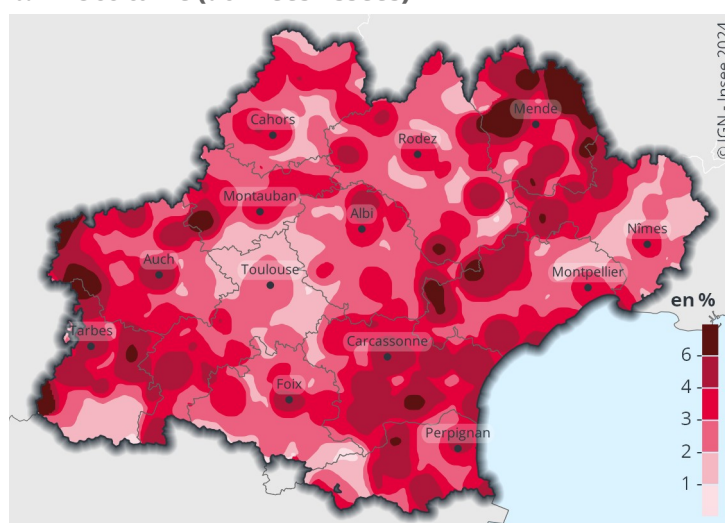 © IGN - Insee 2024
Cahors
Mende
Rodez
Montauban
Albi
Nîmes
Auch
Toulouse
Montpellier
en %
Tarbes
Carcassonne
6
4
Foix
3
Perpignan
2
1